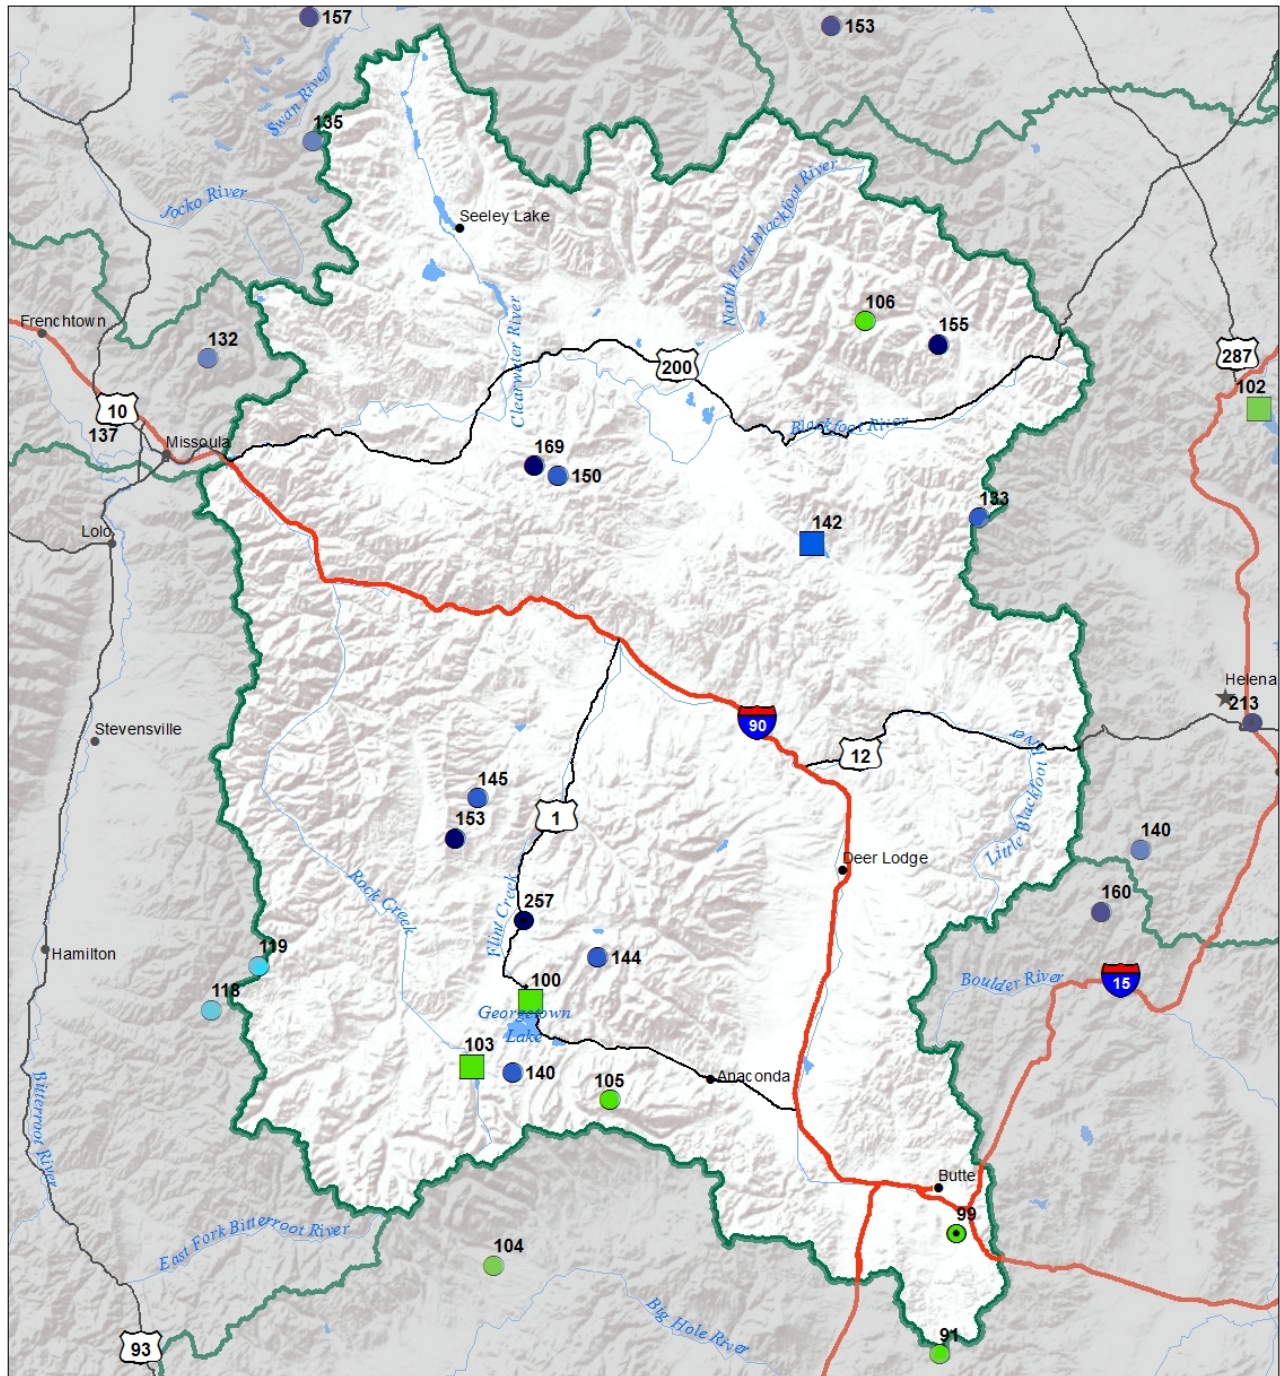 157
153
Swan River
135
Jocko River
Seeley Lake
North Fork Blackfoot River
Frenchtown
132
106
155
Clearwater River
200
287
102
10
137
Missoula
Blackfoot River
169
150
133
142
Lolo
Helena
213
90
12
Stevensville
Little Blackfoot River
145
153
1
140
Deer Lodge
Rock Creek
Flint Creek
257
160
Hamilton
119
144
Boulder River
15
118
100
Georgetown
Lake
103
140
105
Anaconda
Bitterroot River
Butte
99
East Fork Bitterroot River
104
Big Hole River
91
93